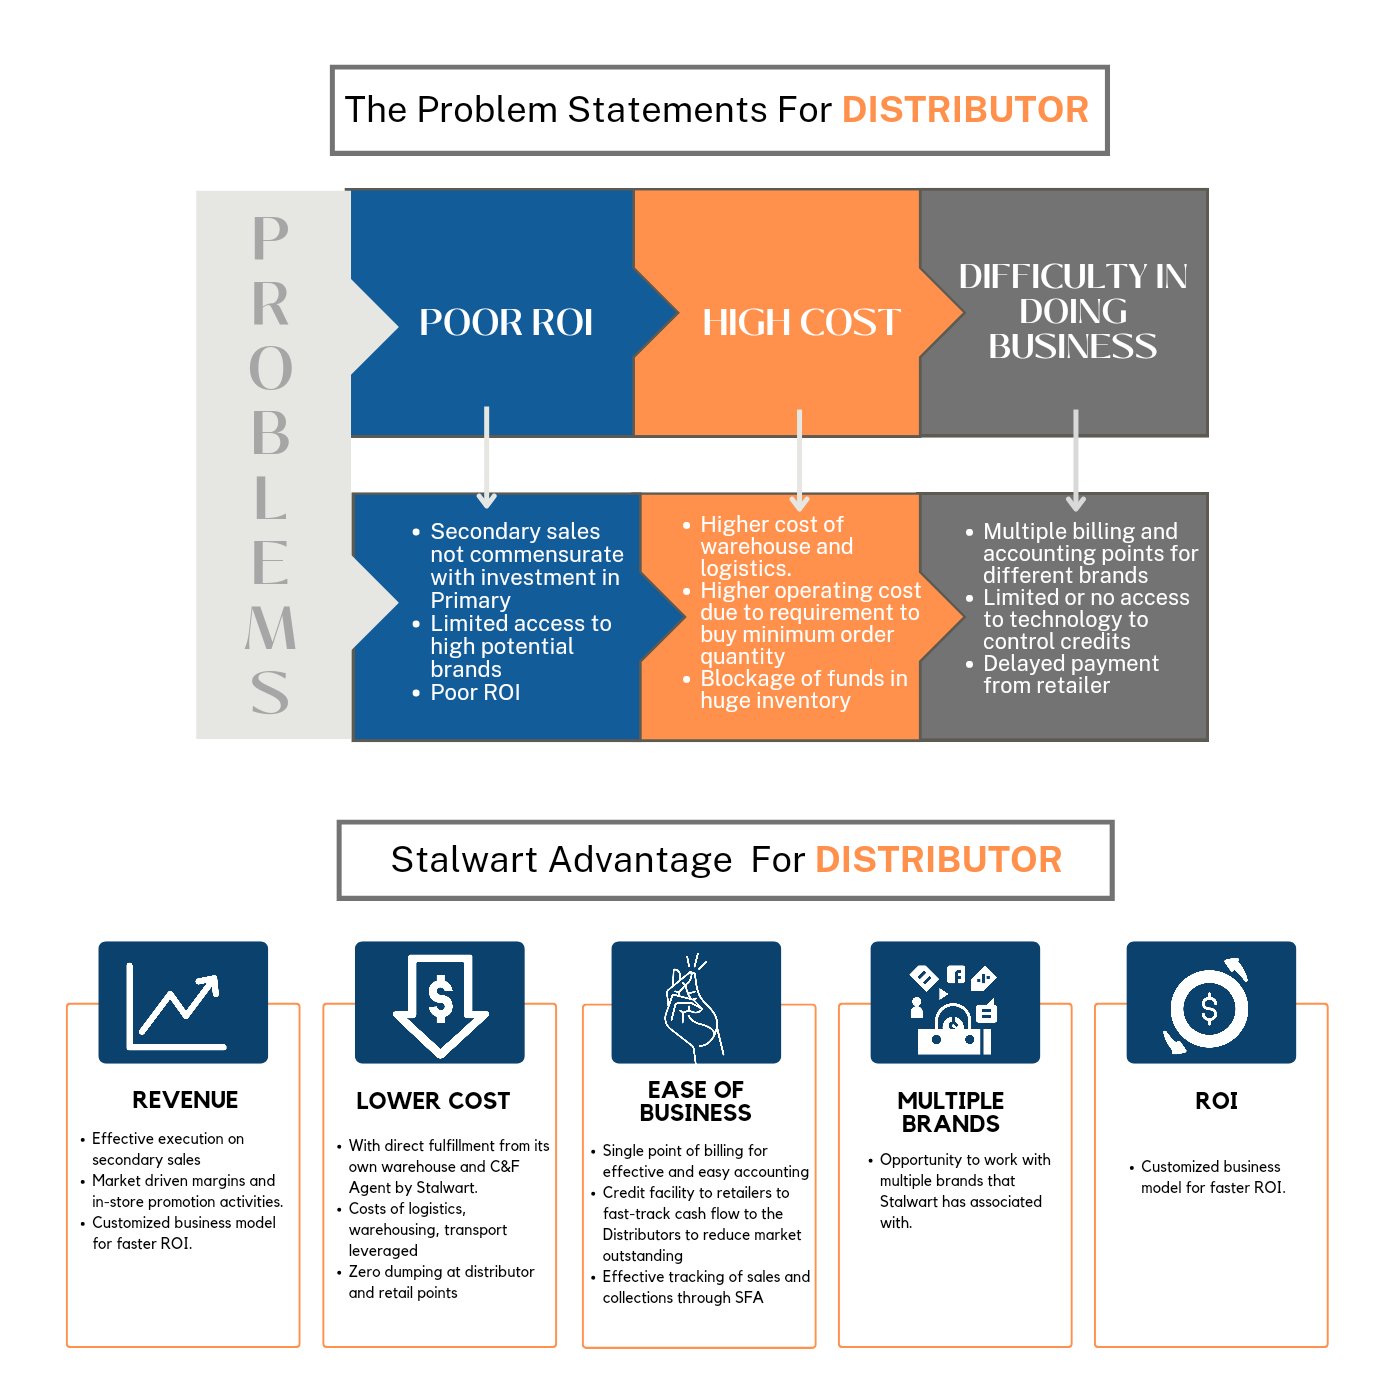 The Problem Statements For DISTRIBUTOR
P
R
O
B
L
E
M
S
POOR ROI
HIGH COST
DIFFICULTY IN
DOING
BUSINESS
• Secondary sales
not commensurate
with investment in
Primary
• Limited access to
high potential
brands
• Poor ROI
• Higher cost of
warehouse and
logistics.
• Higher operating cost
due to requirement to
buy minimum order
quantity
• Blockage of funds in
huge inventory
• Multiple billing and
accounting points for
different brands
• Limited or no access
to technology to
control credits
• Delayed payment
from retailer
Stalwart Advantage For DISTRIBUTOR
REVENUE
• Effective execution on
secondary sales
• Market driven margins and
in-store promotion activities.
• Customized business model
for faster ROI.
$
LOWER COST
• With direct fulfillment from its
own warehouse and C&F
Agent by Stalwart.
• Costs of logistics,
warehousing, transport
leveraged
• Zero dumping at distributor
and retail points
EASE OF
BUSINESS
• Single point of billing for
effective and easy accounting
• Credit facility to retailers to
fast-track cash flow to the
Distributors to reduce market
outstanding
• Effective tracking of sales and
collections through SFA
MULTIPLE
BRANDS
• Opportunity to work with
multiple brands that
Stalwart has associated
with.
$
ROI
• Customized business
model for faster ROI.